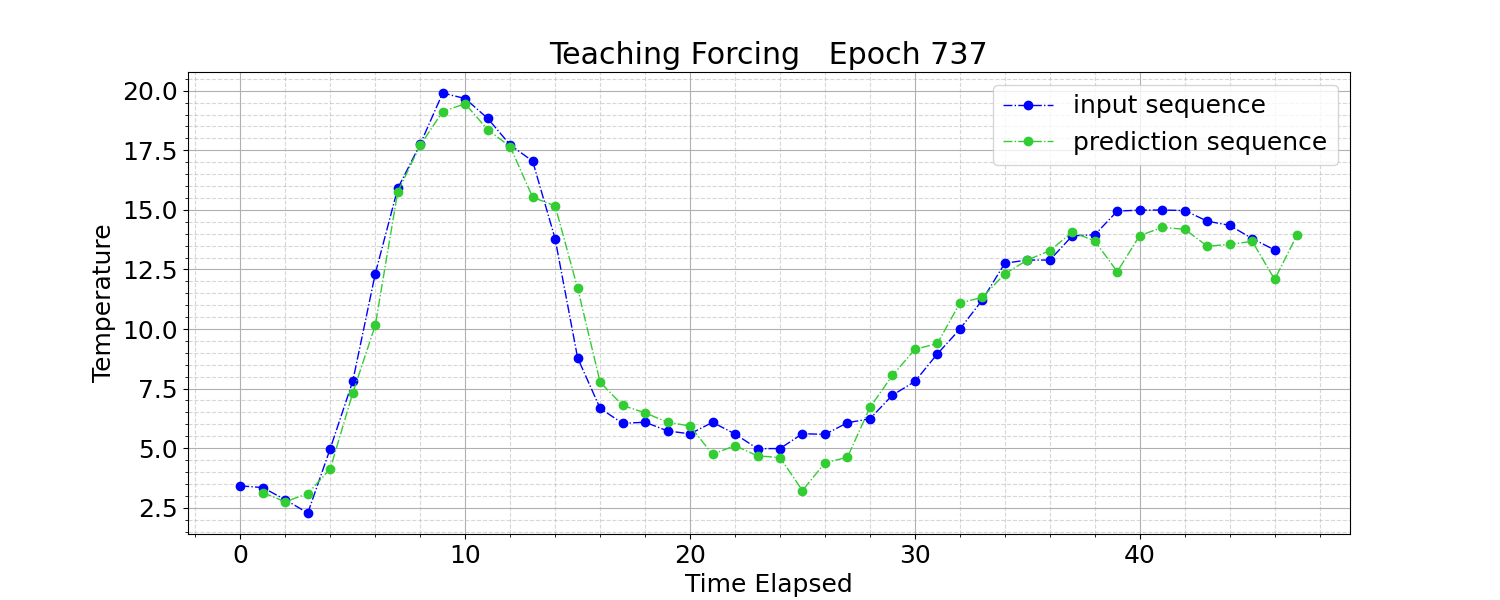 Teaching Forcing   Epoch 737
input sequence
prediction sequence
Temperature
20.0
17.5
15.0
12.5
10.0
7.5
5.0
2.5
0 10 20 30 40
Time Elapsed